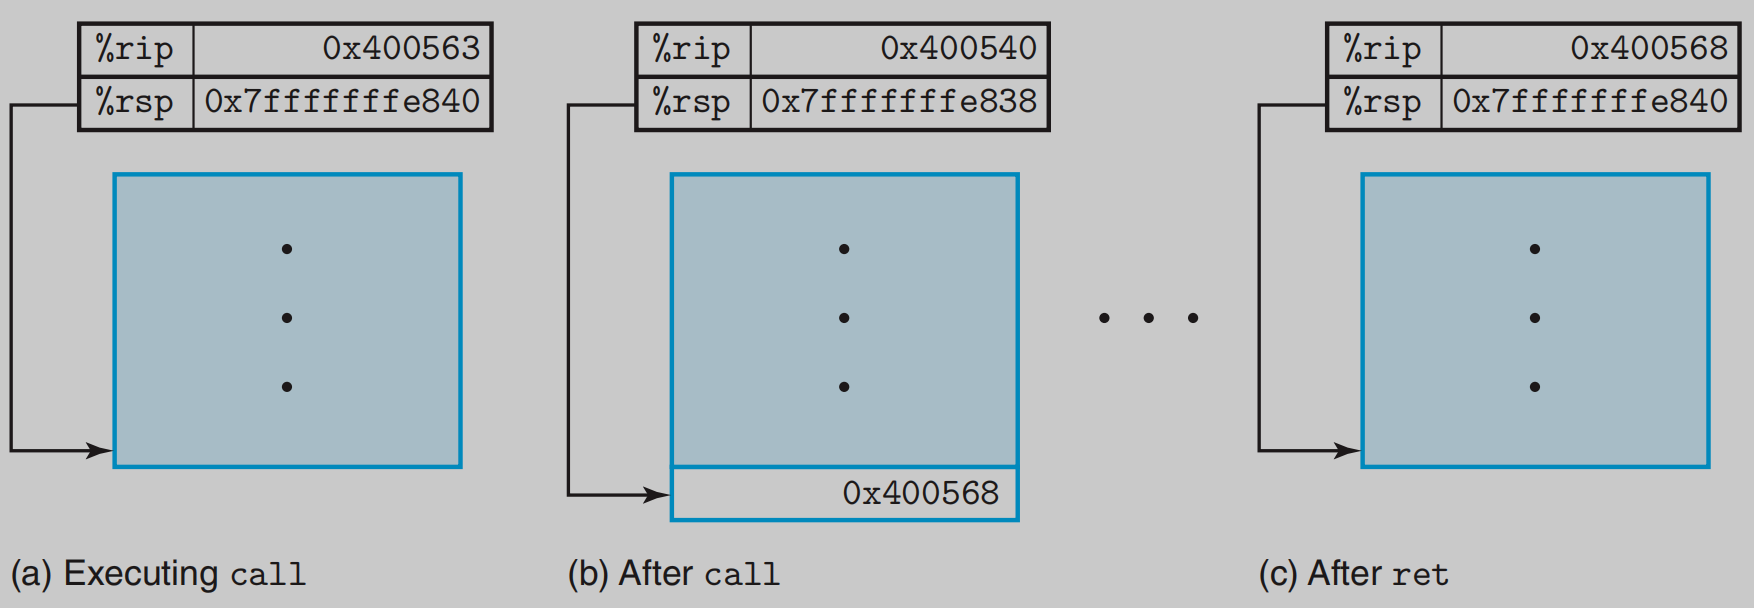 %rip 0x400563
%rsp 0x7fffffffe840
(a) Executing call
%rip 0x400540
%rsp 0x7fffffffe838
0x400568
(b) After call
%rip 0x400568
%rsp 0x7fffffffe840
(c) After ret